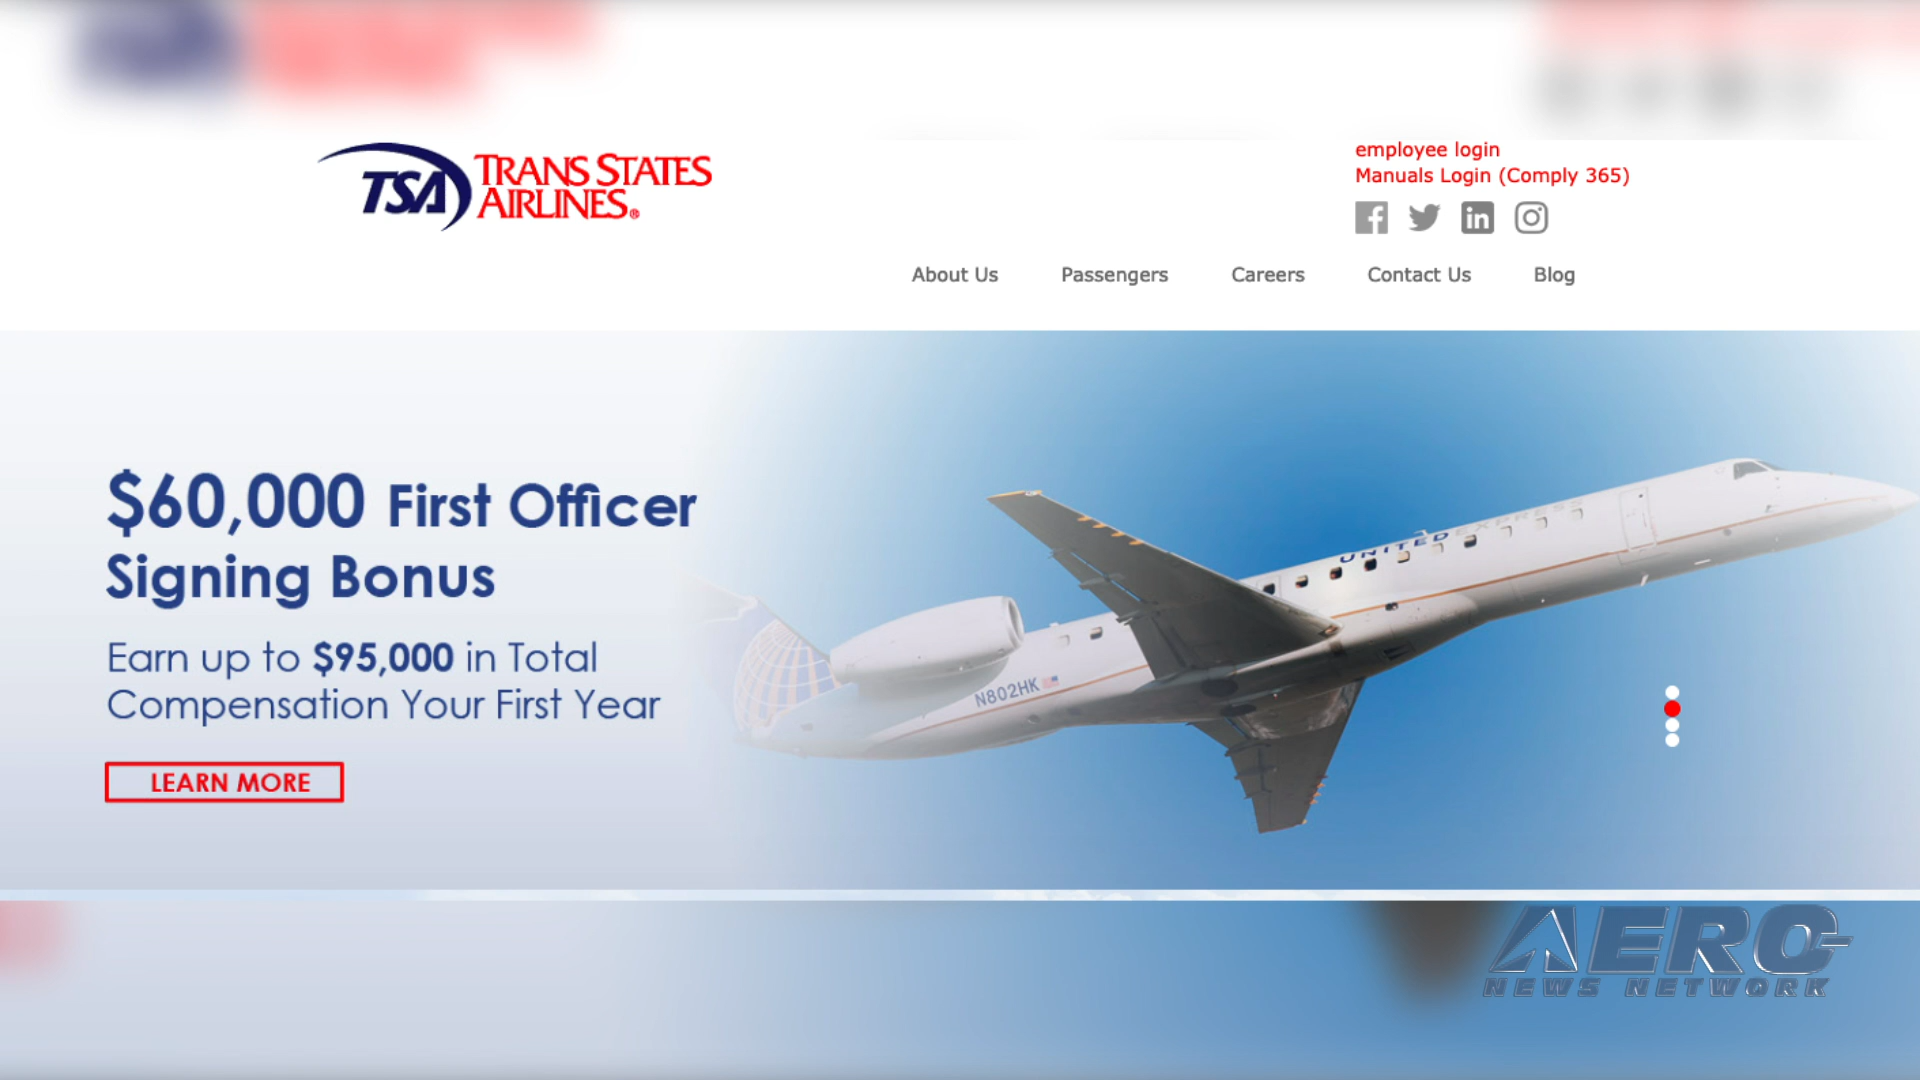 TSA TRANS STATES
AIRLINES®
employee login
Manuals Login (Comply 365)
About Us
Passengers
Careers
Contact Us
Blog
$60,000 First Officer
Signing Bonus
Earn up to $95,000 in Total
Compensation Your First Year
LEARN MORE
UNITED EXPRESS
N802HK
AERO-
NEWS NETWORK